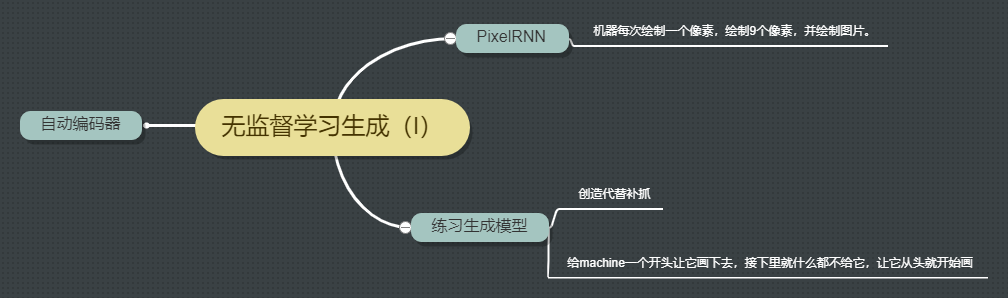 PixelRNN
机器每次绘制一个像素，绘制9个像素，并绘制图片。
自动编码器
无监督学习生成（I）
创造代替补抓
练习生成模型
给machine一个开头让它画下去，接下里就什么都不给它，让它从头就开始画